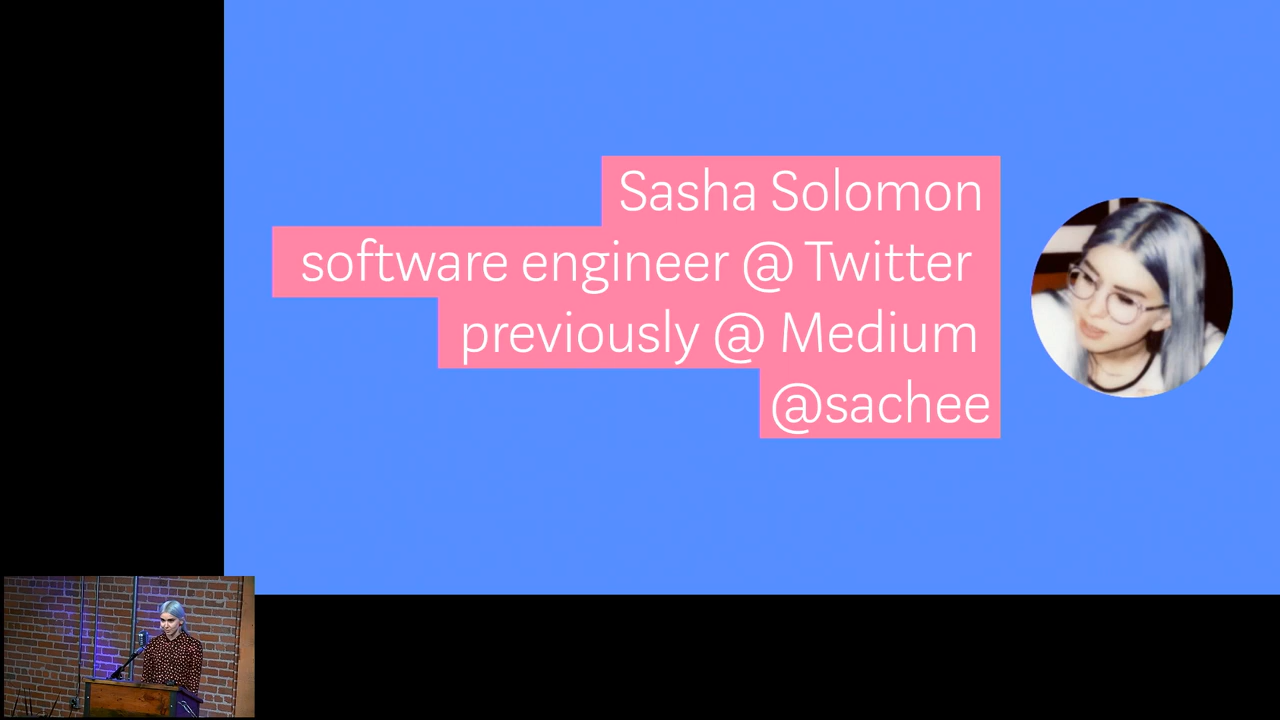 Sasha Solomon
software engineer @ Twitter
previously @ Medium
@sachee